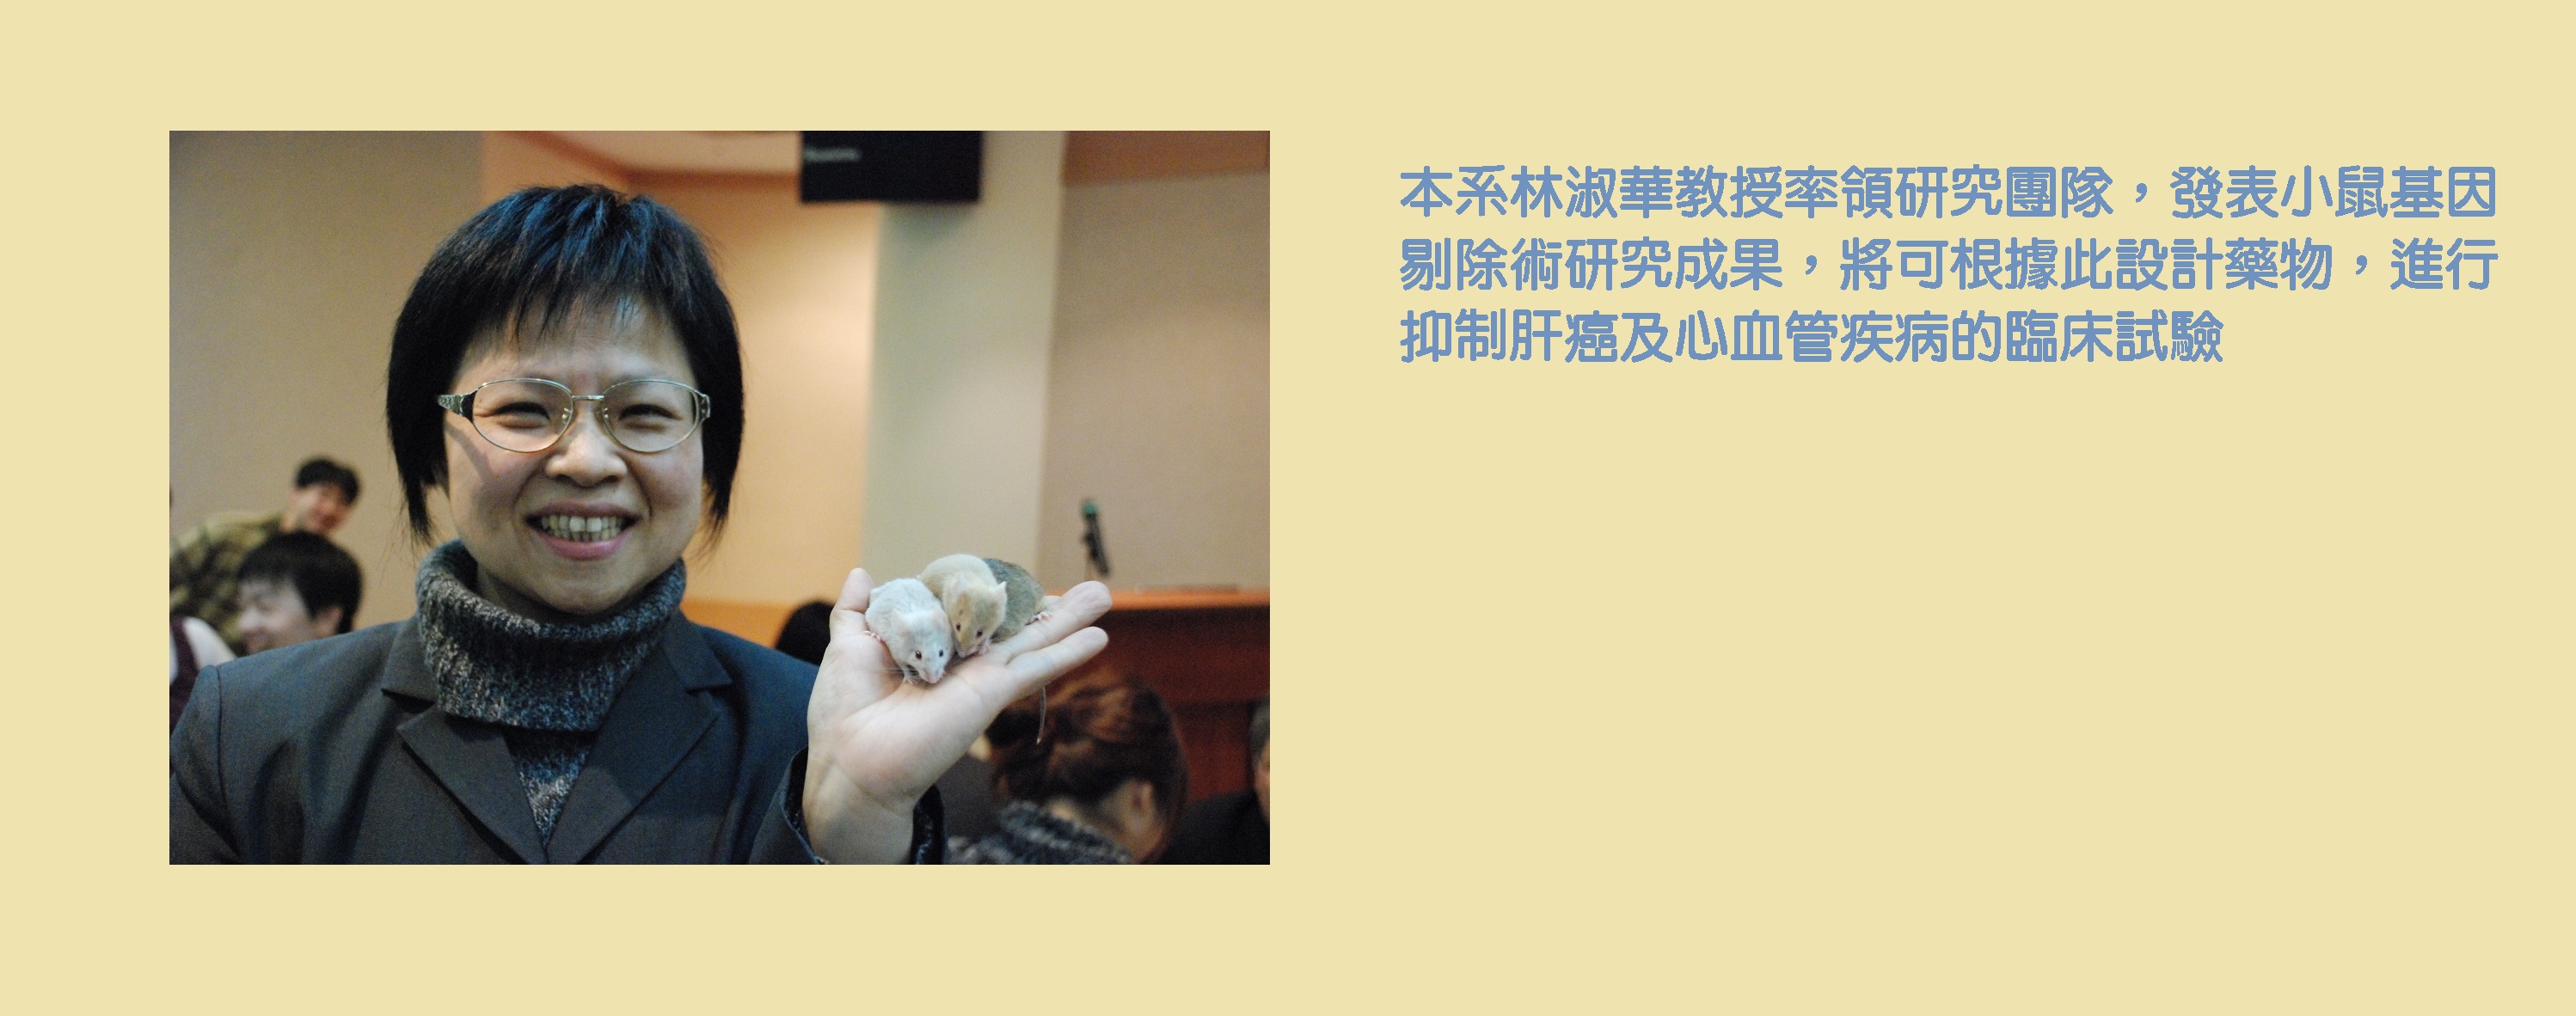 本系林淑華教授率領研究團隊，發表小鼠基因
剔除術研究成果，將可根據此設計藥物，進行
抑制肝癌及心血管疾病的臨床試驗